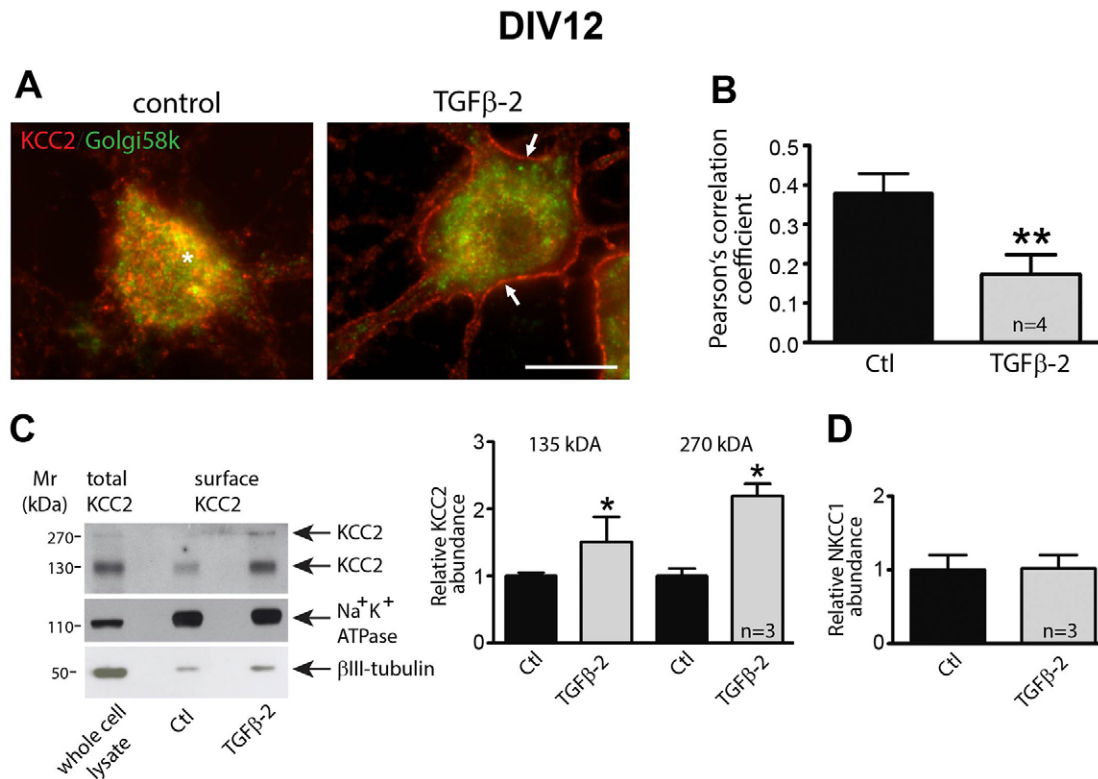 DIV12
A
control
TGFβ-2
KCC2/Golgi58k
*
B
Pearson's correlation
coefficient
0.5
0.4
0.3
0.2
0.1
0.0
**
n=4
Ctl
TGFβ-2
C
Mr
(kDa)
total
KCC2
surface
KCC2
270-
130-
110-
50-
KCC2
KCC2
Na+K+
ATPase
βIII-tubulin
whole cell
lysate
Ctl
TGFβ-2
Relative KCC2
abundance
3
2
1
0
135 kDA
270 kDA
*
*
n=3
Ctl
TGFβ-2
Ctl
TGFβ-2
D
Relative NKCC1
abundance
2
1
0
n=3
Ctl
TGFβ-2